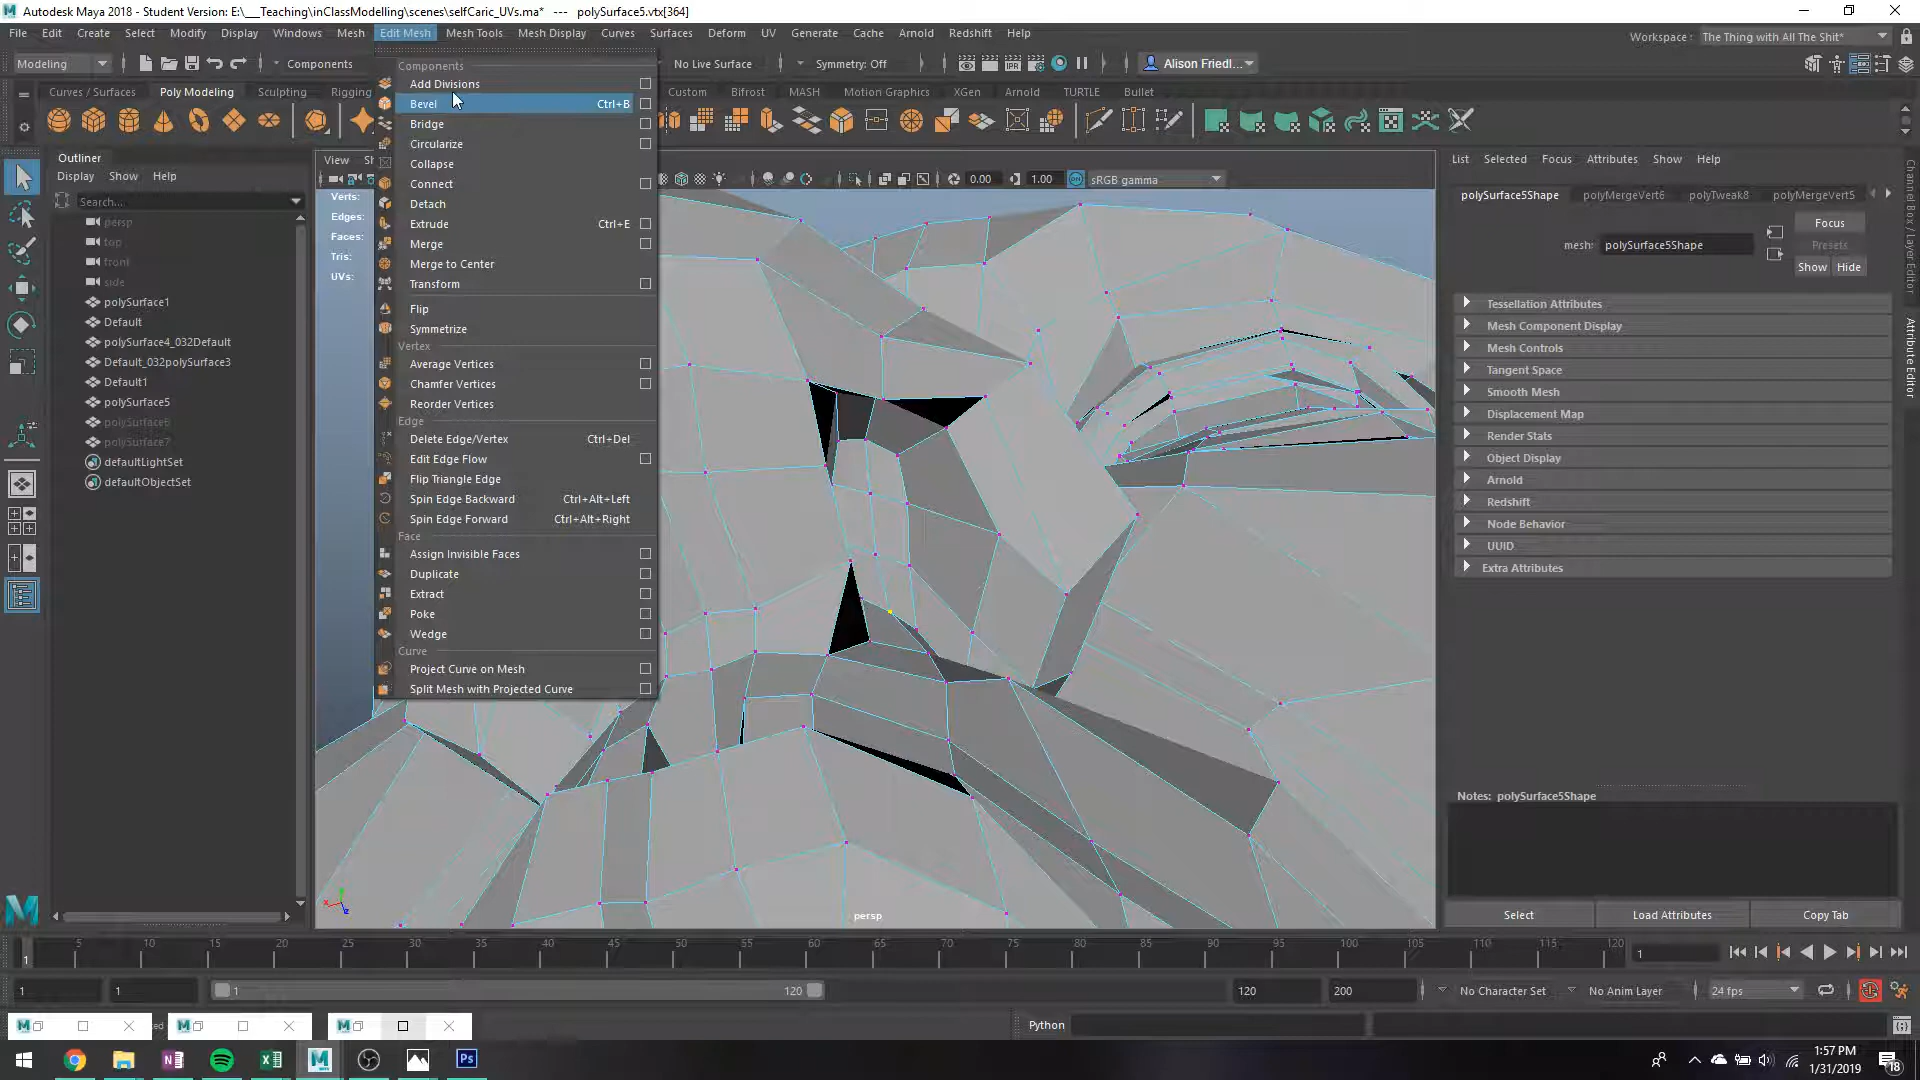 Autodesk Maya 2018 - Student Version: E:\___Teaching\inClassModelling\scenes\selfCaric_UVs.ma* --- polySurface5.vtx[364]
File Edit Create Select Modify Display Windows Mesh Edit Mesh Mesh Tools Mesh Display Curves Surfaces Deform UV Generate Cache Arnold Redshift Help
Workspace : The Thing with All The Shit*
Modeling Components No Live Surface Symmetry: Off IPR Alison Friedl...
Curves / Surfaces Poly Modeling Sculpting Rigging Custom Bifrost MASH Motion Graphics XGen Arnold TURTLE Bullet
Components
Add Divisions
Bevel Ctrl+B
Bridge
Circularize
Collapse
Connect
Detach
Extrude Ctrl+E
Merge
Merge to Center
Transform
Flip
Symmetrize
Vertex
Average Vertices
Chamfer Vertices
Reorder Vertices
Edge
Delete Edge/Vertex Ctrl+Del
Edit Edge Flow
Flip Triangle Edge
Spin Edge Backward Ctrl+Alt+Left
Spin Edge Forward Ctrl+Alt+Right
Face
Assign Invisible Faces
Duplicate
Extract
Poke
Wedge
Curve
Project Curve on Mesh
Split Mesh with Projected Curve
Outliner
Display Show Help
Search...
persp
top
front
side
polySurface1
Default
polySurface4_032Default
Default_032polySurface3
Default1
polySurface5
polySurface6
polySurface7
defaultLightSet
defaultObjectSet
View
0.00 1.00 sRGB gamma
Verts:
Edges:
Faces:
Tris:
UVs:
persp
List Selected Focus Attributes Show Help
polySurface5Shape polyMergeVert6 polyTweak8 polyMergeVert5
mesh: polySurface5Shape
Focus
Presets
Show Hide
Tessellation Attributes
Mesh Component Display
Mesh Controls
Tangent Space
Smooth Mesh
Displacement Map
Render Stats
Object Display
Arnold
Redshift
Node Behavior
UUID
Extra Attributes
Notes: polySurface5Shape
Select Load Attributes Copy Tab
Channel Box / Layer Editor
Attribute Editor
5 10 15 20 25 30 35 40 45 50 55 60 65 70 75 80 85 90 95 100 105 110 115 120
1 1
1 1 1 120 120 200 No Character Set No Anim Layer 24 fps
Python
1:57 PM
1/31/2019
18